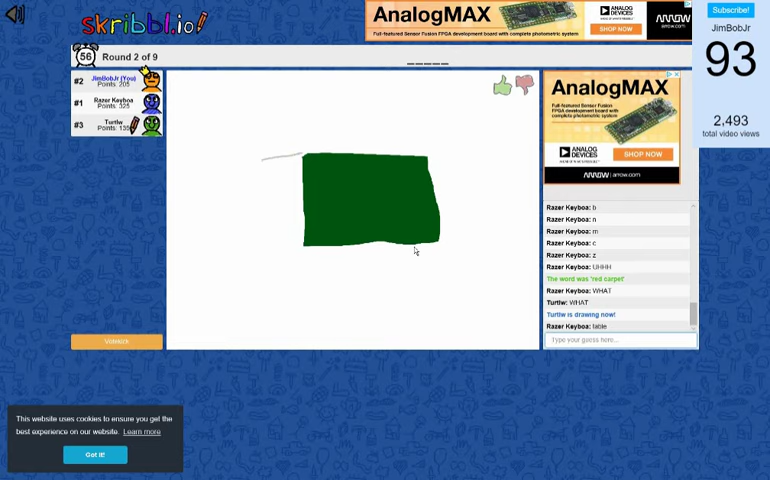 skribbl.io
AnalogMAX
Full-featured Sensor Fusion FPGA development board with complete photometric system.
ANALOG DEVICES
SHOP NOW
ARROW
Subscribe!
JimBobJr
93
2,493
total video views
56
Round 2 of 9
_____
#2
JimBobJr (You)
Points: 205
#1
Razer Keyboa
Points: 325
#3
Turtlw
Points: 135
AnalogMAX
Full-featured
Sensor Fusion
FPGA development
board with complete
photometric system.
ANALOG DEVICES
SHOP NOW
ARROW arrow.com
Razer Keyboa: b
Razer Keyboa: n
Razer Keyboa: m
Razer Keyboa: c
Razer Keyboa: z
Razer Keyboa: UHHH
The word was 'red carpet'
Razer Keyboa: WHAT
Turtlw: WHAT
Turtlw is drawing now!
Razer Keyboa: table
Type your guess here...
Votekick
This website uses cookies to ensure you get the
best experience on our website. Learn more
Got it!